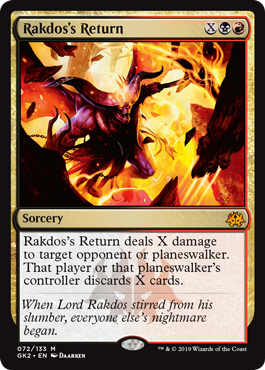 Rakdos's Return X
Sorcery
Rakdos's Return deals X damage
to target opponent or planeswalker.
That player or that planeswalker's
controller discards X cards.
When Lord Rakdos stirred from
his slumber, everyone else's nightmare
began.
072/133 M
GK2 • EN DAARKEN
™ & © 2019 Wizards of the Coast